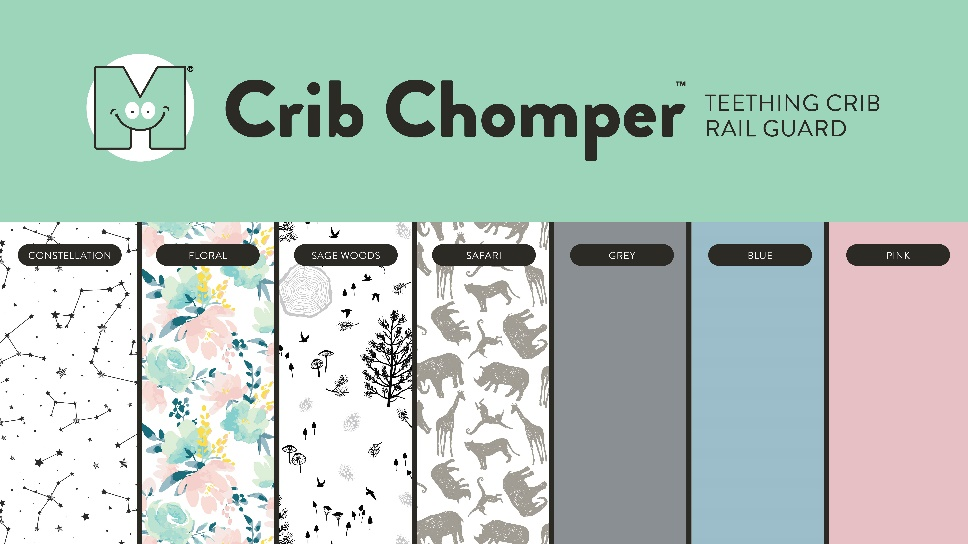 Crib Chomper™
TEETHING CRIB
RAIL GUARD
CONSTELLATION
FLORAL
SAGE WOODS
SAFARI
GREY
BLUE
PINK